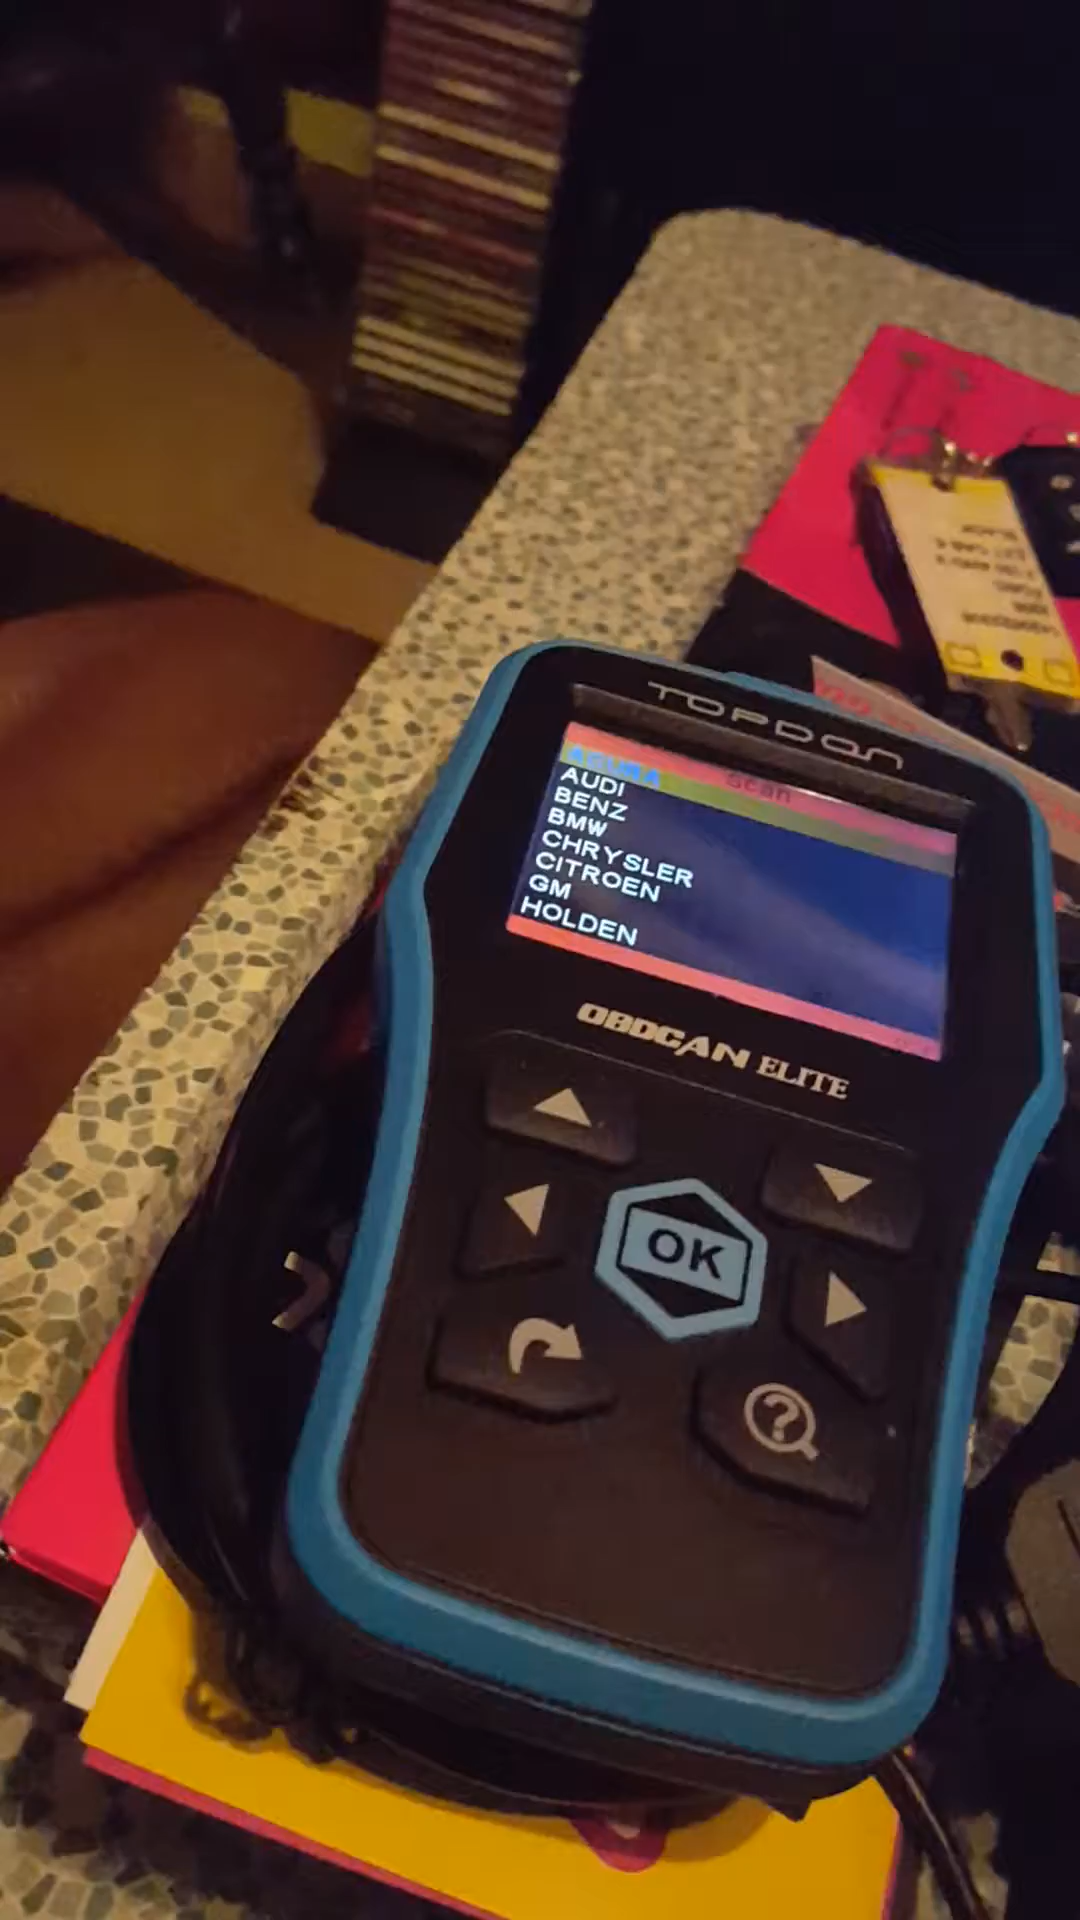 TOPDON
Scan
ACURA
AUDI
BENZ
BMW
CHRYSLER
CITROEN
GM
HOLDEN
OBDCAN ELITE
OK
?